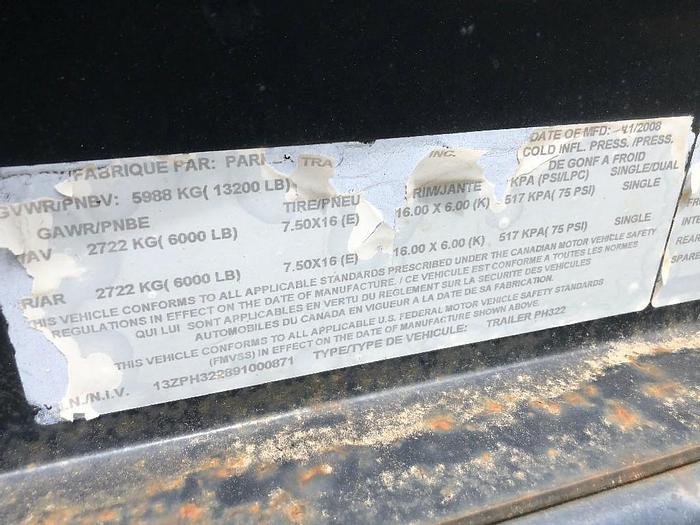 FABRIQUE PAR: PARI TRA INC. DATE OF MFD: 11/2008
GVWR/PNBV: 5988 KG( 13200 LB) COLD INFL. PRESS. /PRESS.
DE GONF A FROID
GAWR/PNBE TIRE/PNEU RIM/JANTE KPA (PSI/LPC) SINGLE/DUAL
/AV 2722 KG( 6000 LB) 7.50X16 (E) 16.00 X 6.00 (K) 517 KPA( 75 PSI) SINGLE
R/AR 2722 KG( 6000 LB) 7.50X16 (E) 16.00 X 6.00 (K) 517 KPA( 75 PSI) SINGLE
THIS VEHICLE CONFORMS TO ALL APPLICABLE STANDARDS PRESCRIBED UNDER THE CANADIAN MOTOR VEHICLE SAFETY
REGULATIONS IN EFFECT ON THE DATE OF MANUFACTURE. / CE VEHICULE EST CONFORME A TOUTES LES NORMES
QUI LUI SONT APPLICABLES EN VERTU DU REGLEMENT SUR LA SECURITE DES VEHICULES
AUTOMOBILES DU CANADA EN VIGUEUR A LA DATE DE SA FABRICATION.
THIS VEHICLE CONFORMS TO ALL APPLICABLE U.S. FEDERAL MOTOR VEHICLE SAFETY STANDARDS
(FMVSS) IN EFFECT ON THE DATE OF MANUFACTURE SHOWN ABOVE.
N./N.I.V. 13ZPH322891000871 TYPE/TYPE DE VEHICULE: TRAILER PH322
FR
INTE
REAR
SPARE